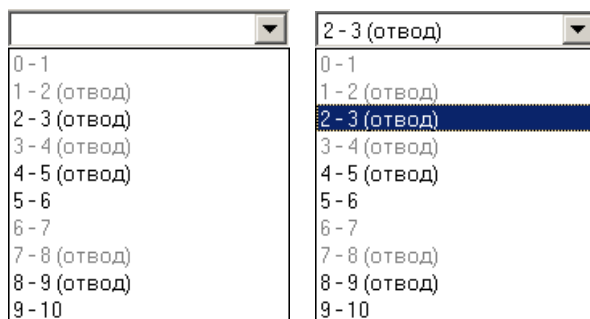 0 - 1
1 - 2 (отвод)
2 - 3 (отвод)
3 - 4 (отвод)
4 - 5 (отвод)
5 - 6
6 - 7
7 - 8 (отвод)
8 - 9 (отвод)
9 - 10
2 - 3 (отвод)
0 - 1
1 - 2 (отвод)
2 - 3 (отвод)
3 - 4 (отвод)
4 - 5 (отвод)
5 - 6
6 - 7
7 - 8 (отвод)
8 - 9 (отвод)
9 - 10